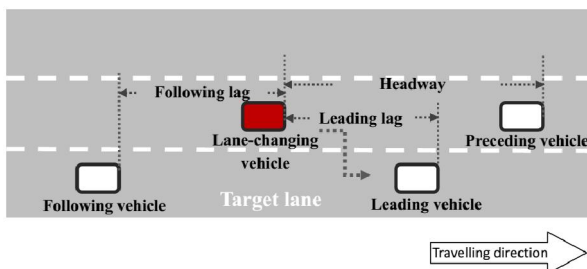 Following lag
Headway
Leading lag
Lane-changing
vehicle
Preceding vehicle
Following vehicle
Target lane
Leading vehicle
Travelling direction